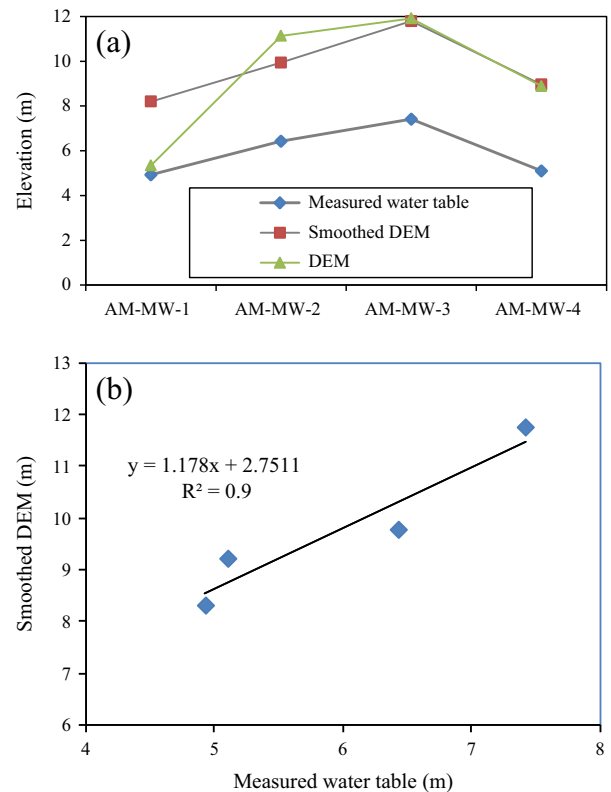 (a)
12
10
8
6
4
2
0
Elevation (m)
Measured water table
Smoothed DEM
DEM
AM-MW-1 AM-MW-2 AM-MW-3 AM-MW-4
(b)
13
12
11
10
9
8
7
6
Smoothed DEM (m)
y = 1.178x + 2.7511
R² = 0.9
4 5 6 7 8
Measured water table (m)